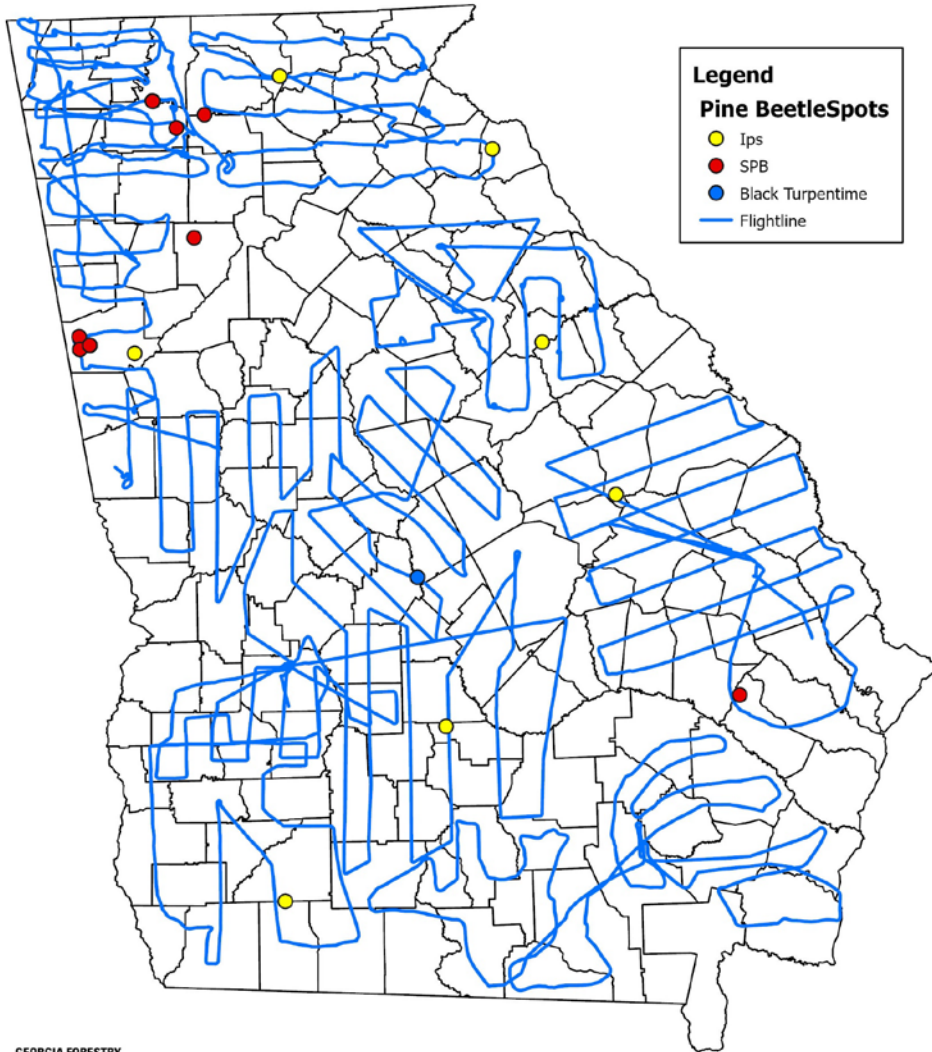 Legend
Pine BeetleSpots
Ips
SPB
Black Turpentime
Flightline
GEORGIA FORESTRY